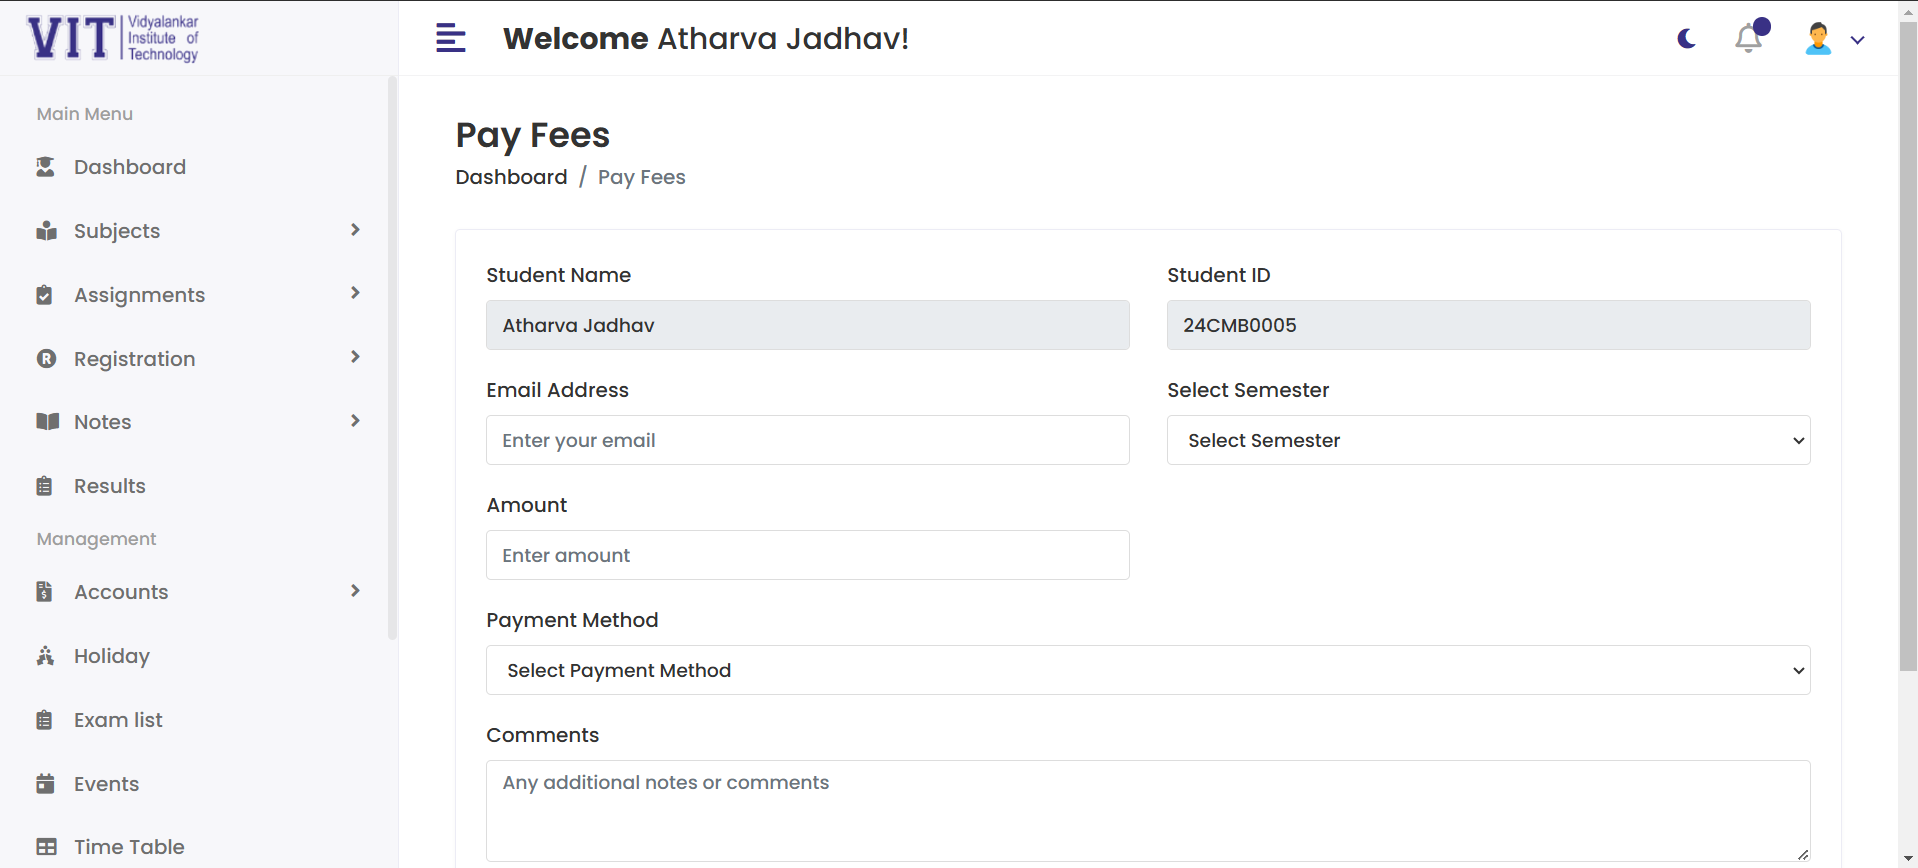 VIT
Vidyalankar
Institute of
Technology
Welcome Atharva Jadhav!
Main Menu
Dashboard
Subjects
Assignments
Registration
Notes
Results
Management
Accounts
Holiday
Exam list
Events
Time Table
Pay Fees
Dashboard / Pay Fees
Student Name
Atharva Jadhav
Student ID
24CMB0005
Email Address
Enter your email
Select Semester
Select Semester
Amount
Enter amount
Payment Method
Select Payment Method
Comments
Any additional notes or comments